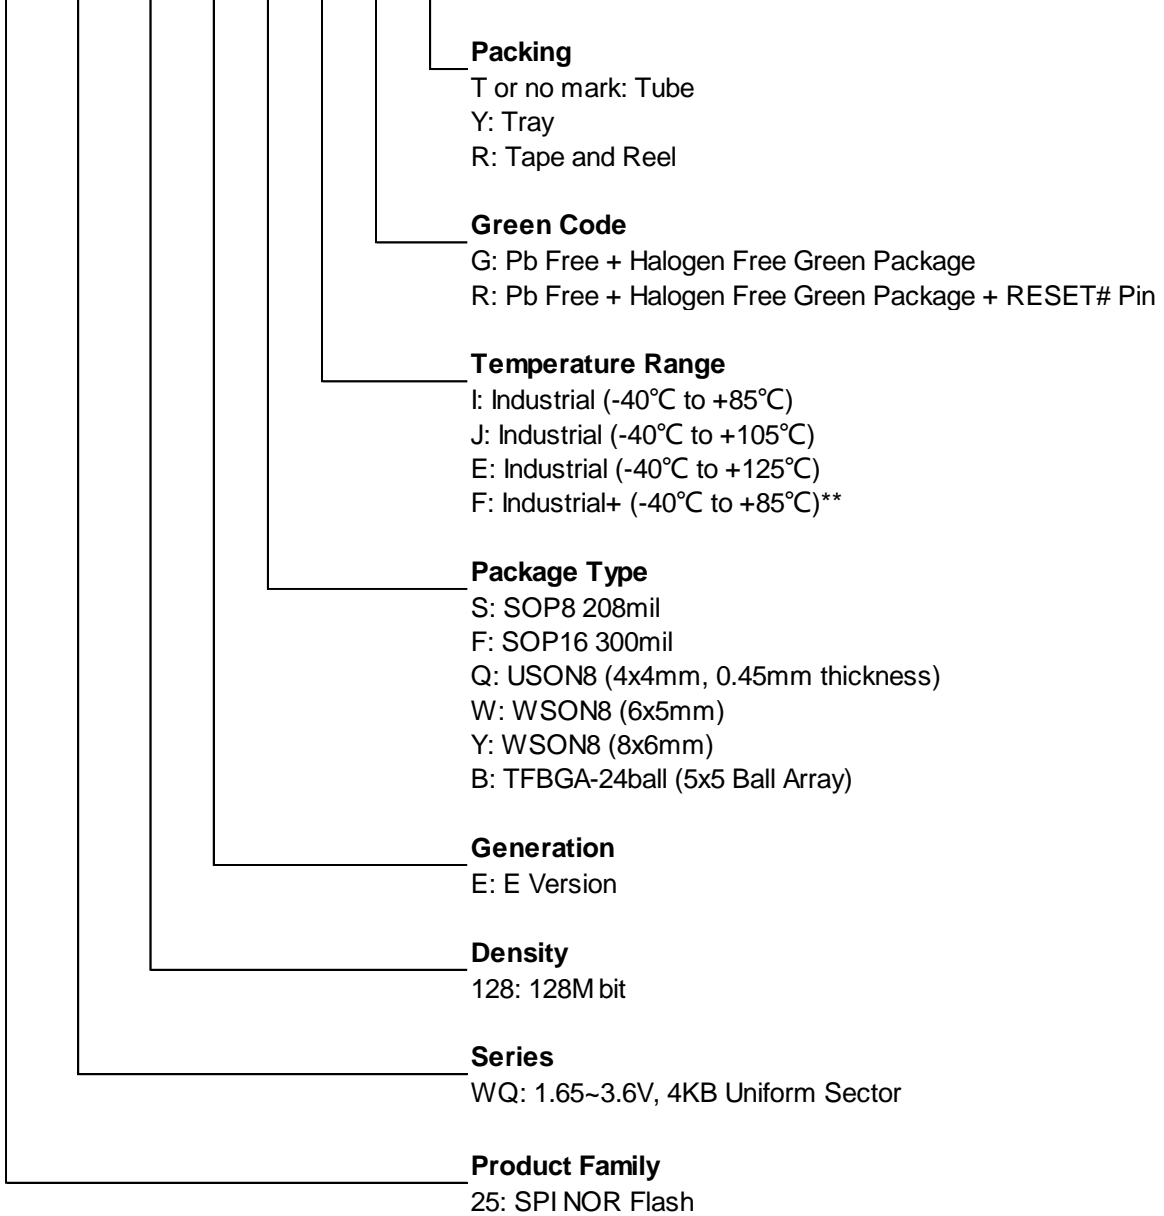 Packing
T or no mark: Tube
Y: Tray
R: Tape and Reel
Green Code
G: Pb Free + Halogen Free Green Package
R: Pb Free + Halogen Free Green Package + RESET# Pin
Temperature Range
I: Industrial (-40℃ to +85℃)
J: Industrial (-40℃ to +105℃)
E: Industrial (-40℃ to +125℃)
F: Industrial+ (-40℃ to +85℃)**
Package Type
S: SOP8 208mil
F: SOP16 300mil
Q: USON8 (4x4mm, 0.45mm thickness)
W: WSON8 (6x5mm)
Y: WSON8 (8x6mm)
B: TFBGA-24ball (5x5 Ball Array)
Generation
E: E Version
Density
128: 128M bit
Series
WQ: 1.65~3.6V, 4KB Uniform Sector
Product Family
25: SPI NOR Flash